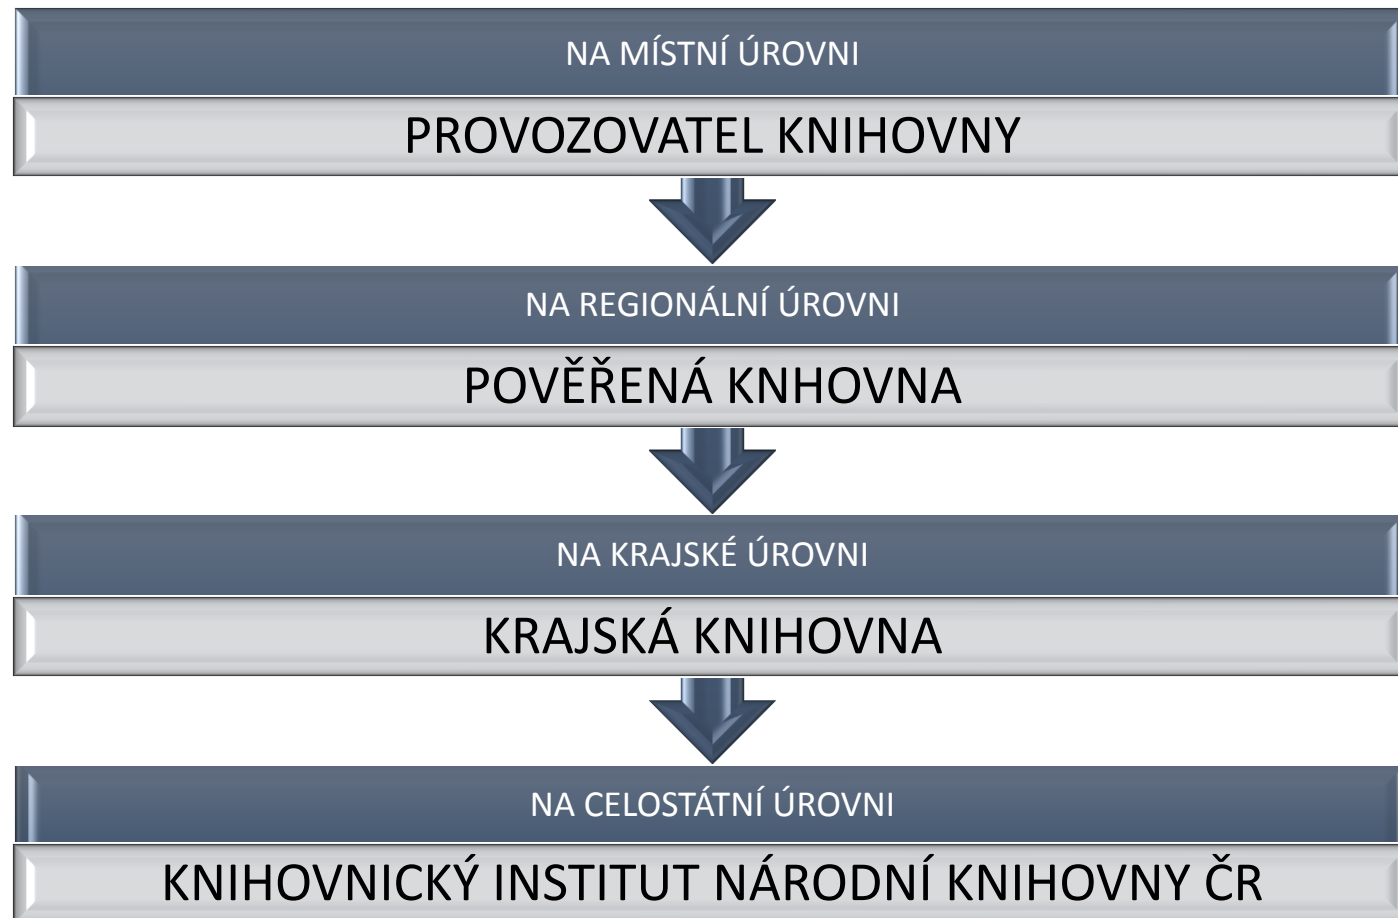 NA MÍSTNÍ ÚROVNI
PROVOZOVATEL KNIHOVNY
NA REGIONÁLNÍ ÚROVNI
POVĚŘENÁ KNHOVNA
NA KRAJSKÉ ÚROVNI
KRAJSKÁ KNIHOVNA
NA CELOSTÁTNÍ ÚROVNI
KNIHOVNICKÝ INSTITUT NÁRODNÍ KNIHOVNY ČR